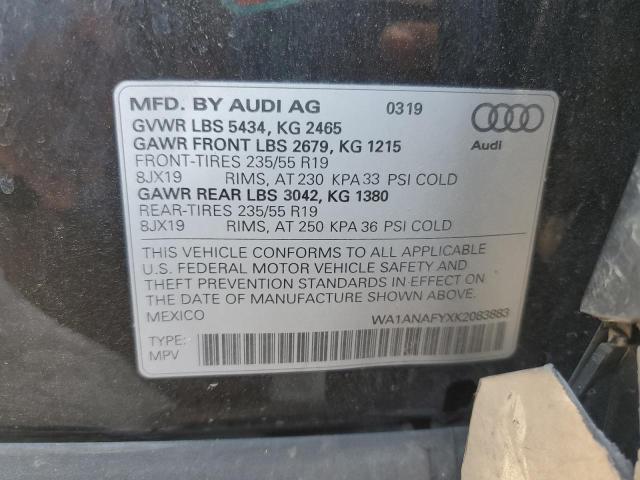 MFD. BY AUDI AG 0319
GVWR LBS 5434, KG 2465
GAWR FRONT LBS 2679, KG 1215
Audi
FRONT-TIRES 235/55 R19
8JX19 RIMS, AT 230 KPA 33 PSI COLD
GAWR REAR LBS 3042, KG 1380
REAR-TIRES 235/55 R19
8JX19 RIMS, AT 250 KPA 36 PSI COLD
THIS VEHICLE CONFORMS TO ALL APPLICABLE
U.S. FEDERAL MOTOR VEHICLE SAFETY AND
THEFT PREVENTION STANDARDS IN EFFECT ON
THE DATE OF MANUFACTURE SHOWN ABOVE.
MEXICO WA1ANAFYXK2083883
TYPE:
MPV